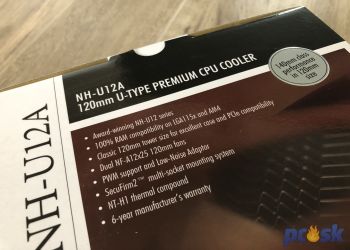 NH-U12A
120mm U-TYPE PREMIUM CPU COOLER
140mm class
performance
in 120mm
size
• Award-winning NH-U12 series
• 100% RAM compatibility on LGA115x and AM4
• Classic 120mm tower size for excellent case and PCIe compatibility
• Dual NF-A12x25 120mm fans
• PWM support and Low-Noise Adaptor
• SecuFirm2™ multi-socket mounting system
• NT-H1 thermal compound
• 6-year manufacturer's warranty
NH-U12A
pcosk